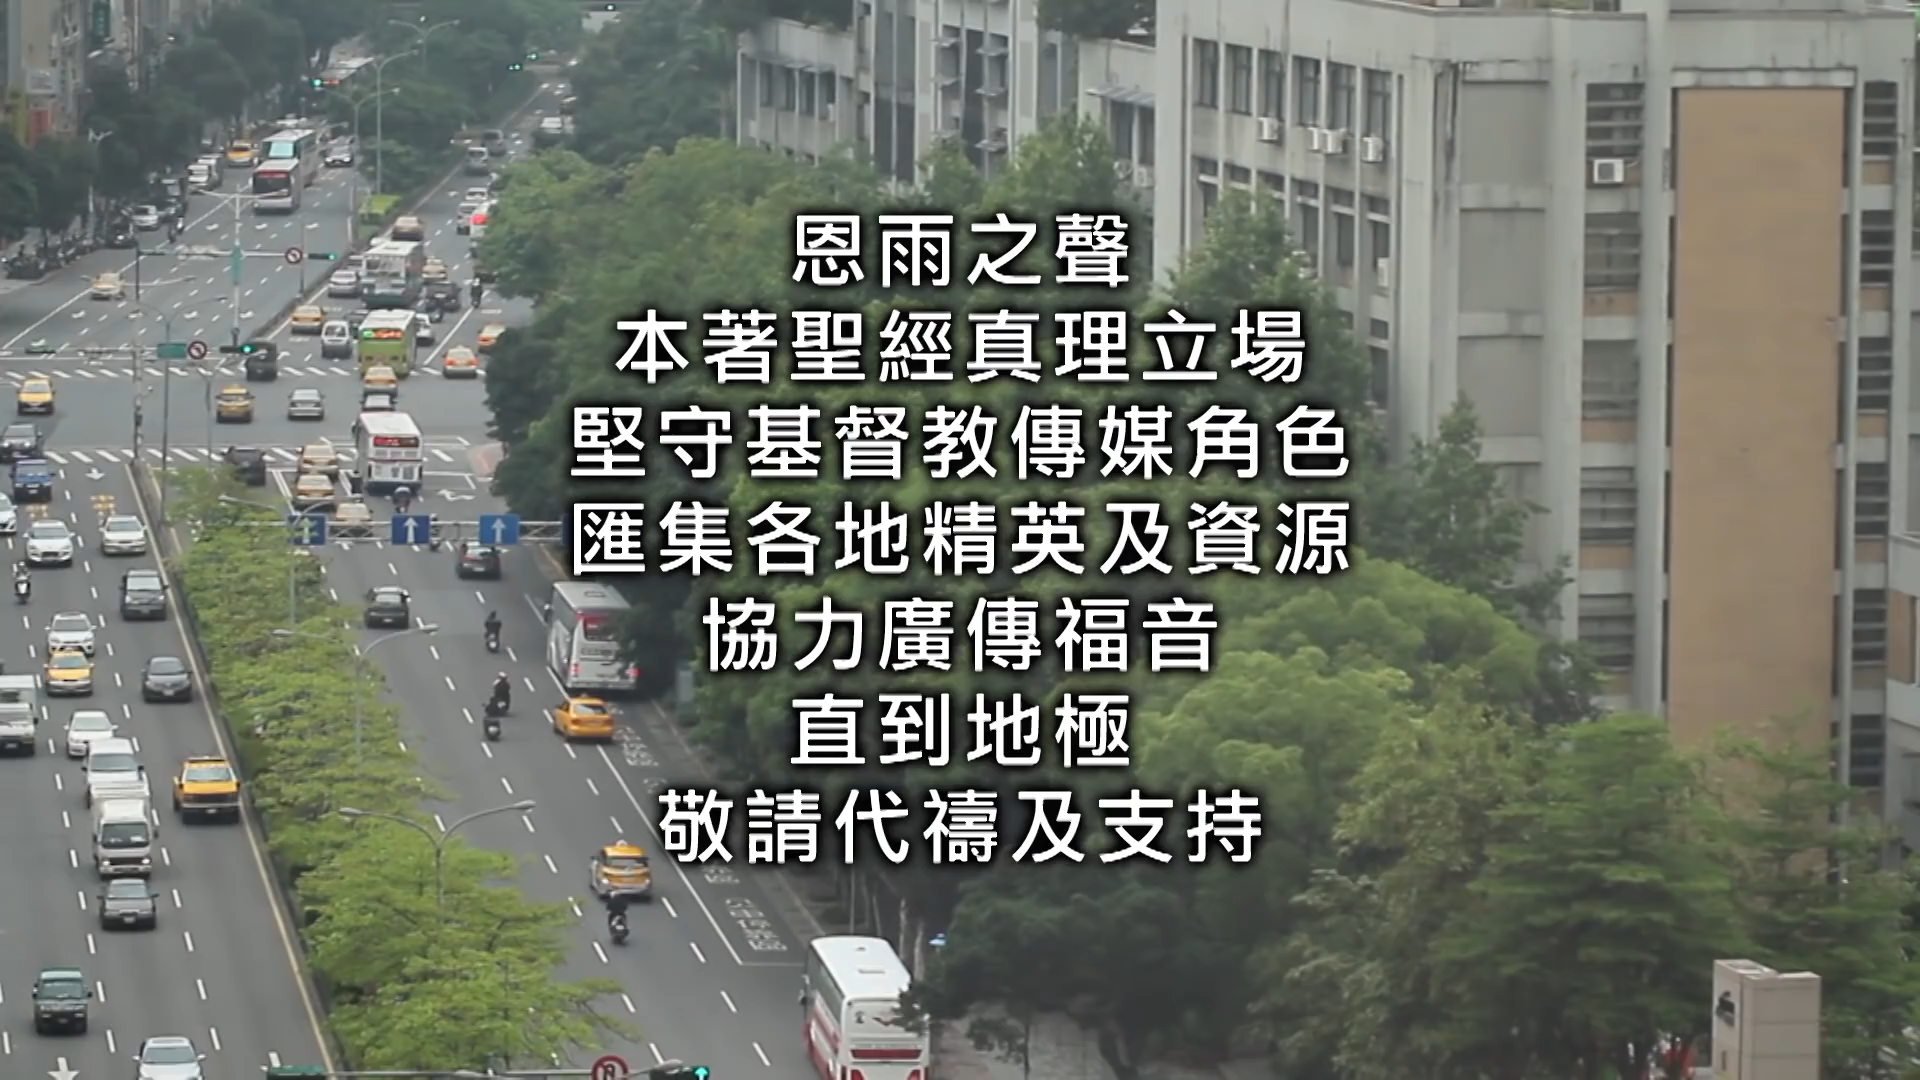 恩雨之聲
本著聖經真理立場
堅守基督教傳媒角色
匯集各地精英及資源
協力廣傳福音
直到地極
敬請代禱及支持